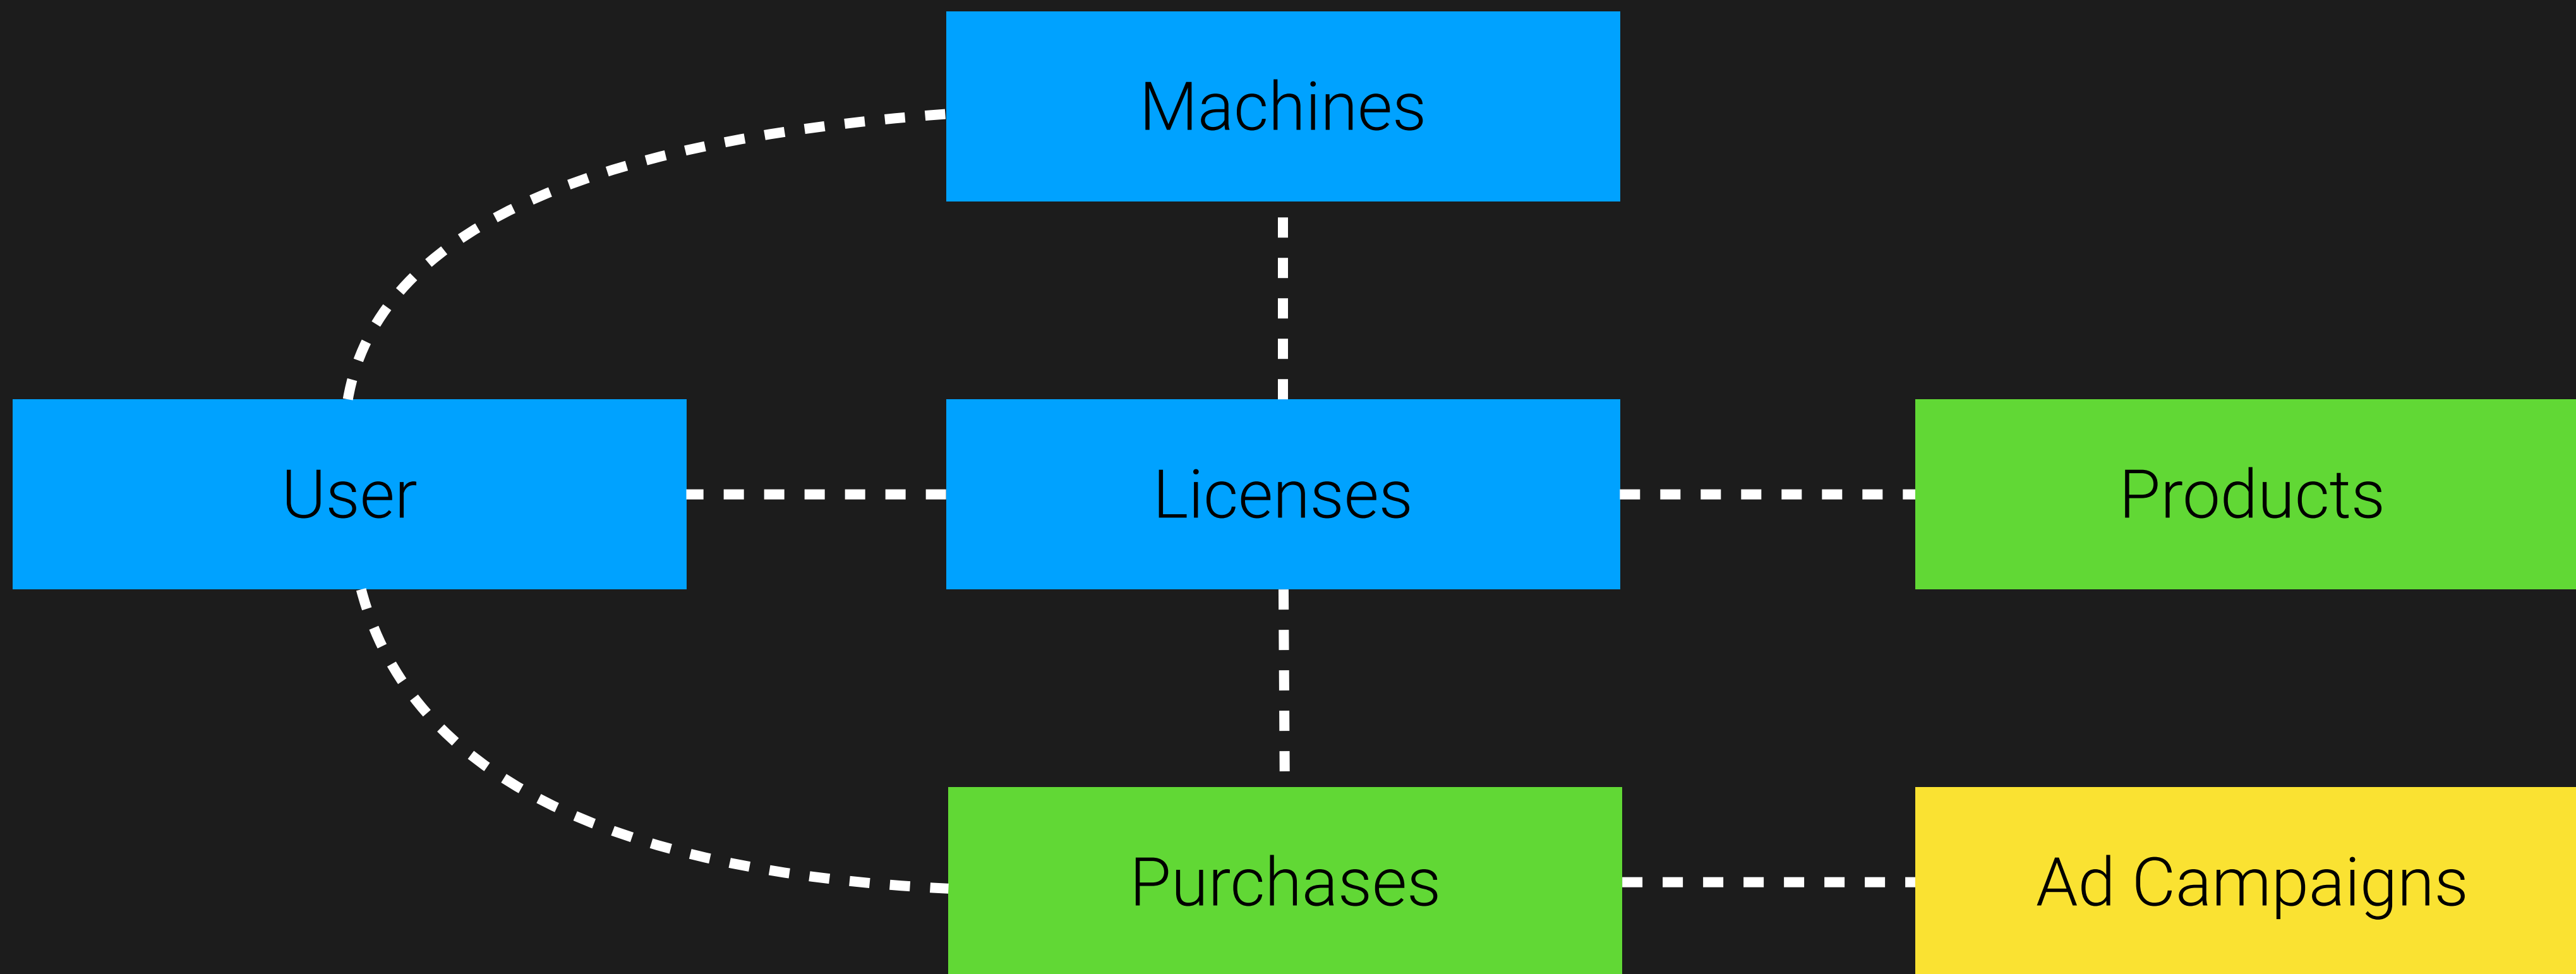 Machines
User
Licenses
Products
Purchases
Ad Campaigns